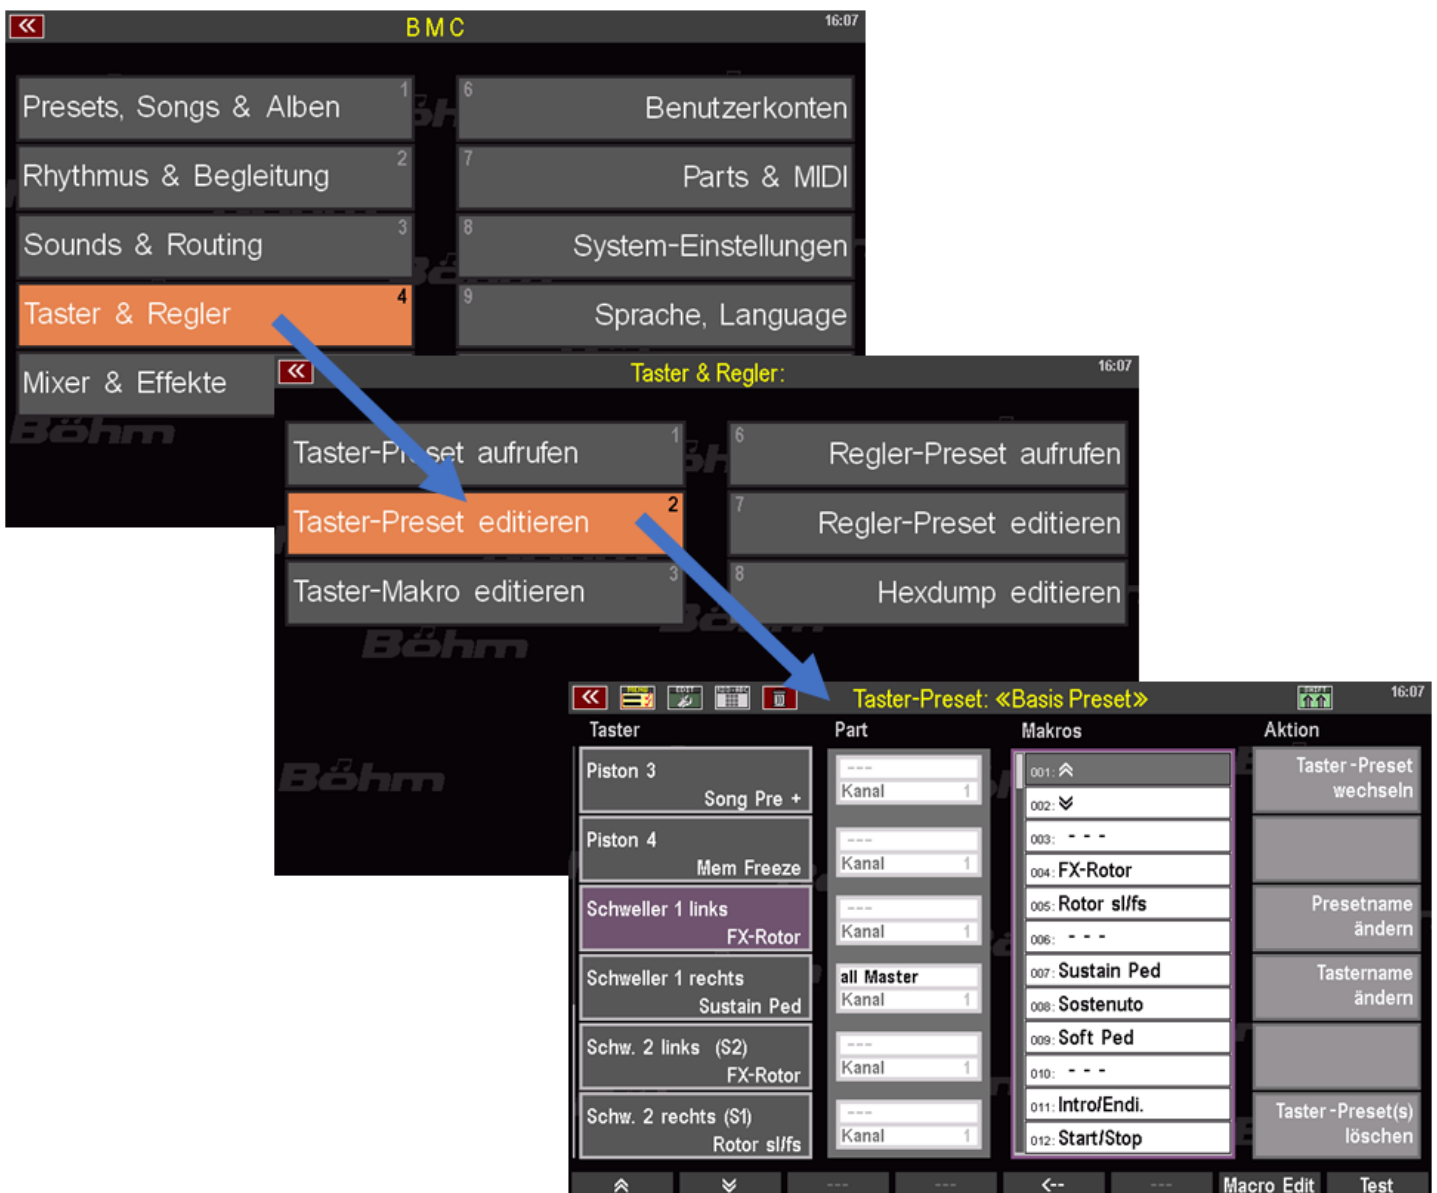 BMC
16:07
Presets, Songs & Alben
1
6
Benutzerkonten
Rhythmus & Begleitung
2
7
Parts & MIDI
Sounds & Routing
3
8
System-Einstellungen
Taster & Regler
4
9
Sprache, Language
Mixer & Effekte
Böhm
Taster & Regler:
16:07
Taster-Preset aufrufen
1
6
Regler-Preset aufrufen
Taster-Preset editieren
2
7
Regler-Preset editieren
Taster-Makro editieren
3
8
Hexdump editieren
Böhm
Böhm
MENU
EDIT
Taster-Preset: «Basis Preset»
SHIFT
16:07
Taster
Part
Makros
Aktion
Piston 3
Song Pre +
Piston 4
Mem Freeze
Schweller 1 links
FX-Rotor
Schweller 1 rechts
Sustain Ped
Schw. 2 links (S2)
FX-Rotor
Schw. 2 rechts (S1)
Rotor sl/fs
---
Kanal 1
---
Kanal 1
---
Kanal 1
all Master
Kanal 1
---
Kanal 1
---
Kanal 1
001:
002:
003: - - -
004: FX-Rotor
005: Rotor sl/fs
006: - - -
007: Sustain Ped
008: Sostenuto
009: Soft Ped
010: - - -
011: Intro/Endi.
012: Start/Stop
Taster-Preset
wechseln
Presetname
ändern
Tastername
ändern
Taster-Preset(s)
löschen
--- --- <-- --- Macro Edit Test